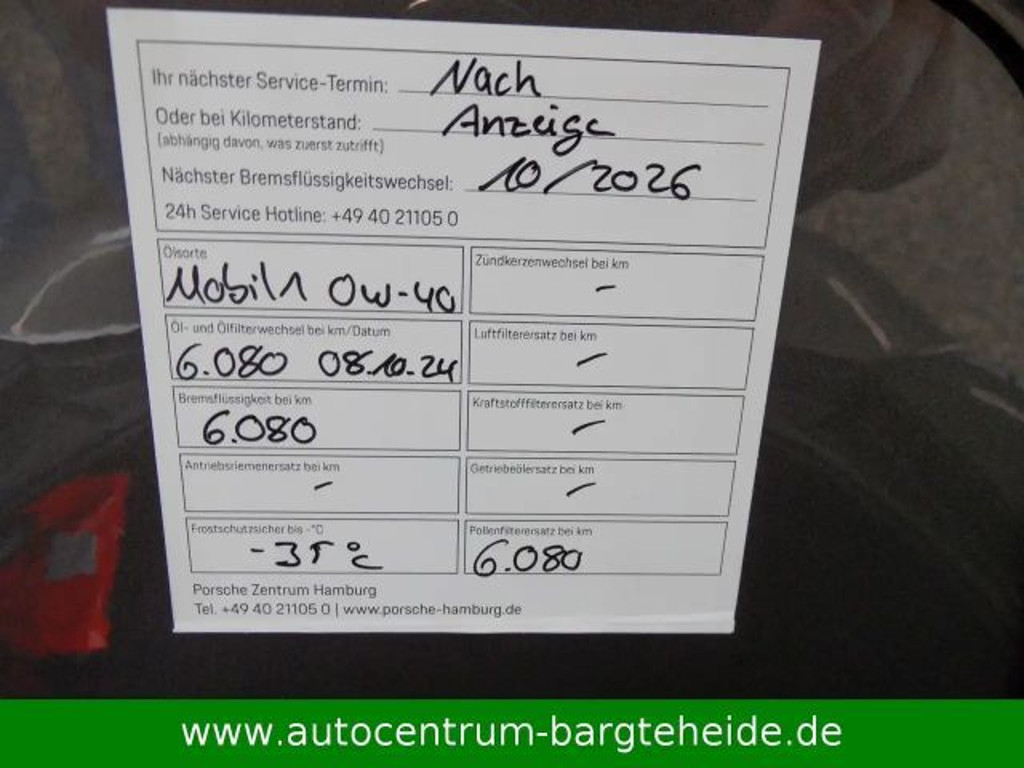 Ihr nächster Service-Termin: Nach
Oder bei Kilometerstand: Anzeige
(abhängig davon, was zuerst zutrifft)
Nächster Bremsflüssigkeitswechsel: 10/2026
24h Service Hotline: +49 40 21105 0
Ölsorte
Mobil1 0W-40
Zündkerzenwechsel bei km
-
Öl- und Ölfilterwechsel bei km/Datum
6.080 08.10.24
Luftfilterersatz bei km
-
Bremsflüssigkeit bei km
6.080
Kraftstofffilterersatz bei km
-
Antriebsriemenersatz bei km
-
Getriebeölersatz bei km
-
Frostschutzsicher bis -°C
-35°C
Pollenfilterersatz bei km
6.080
Porsche Zentrum Hamburg
Tel. +49 40 21105 0 | www.porsche-hamburg.de
www.autocentrum-bargteheide.de